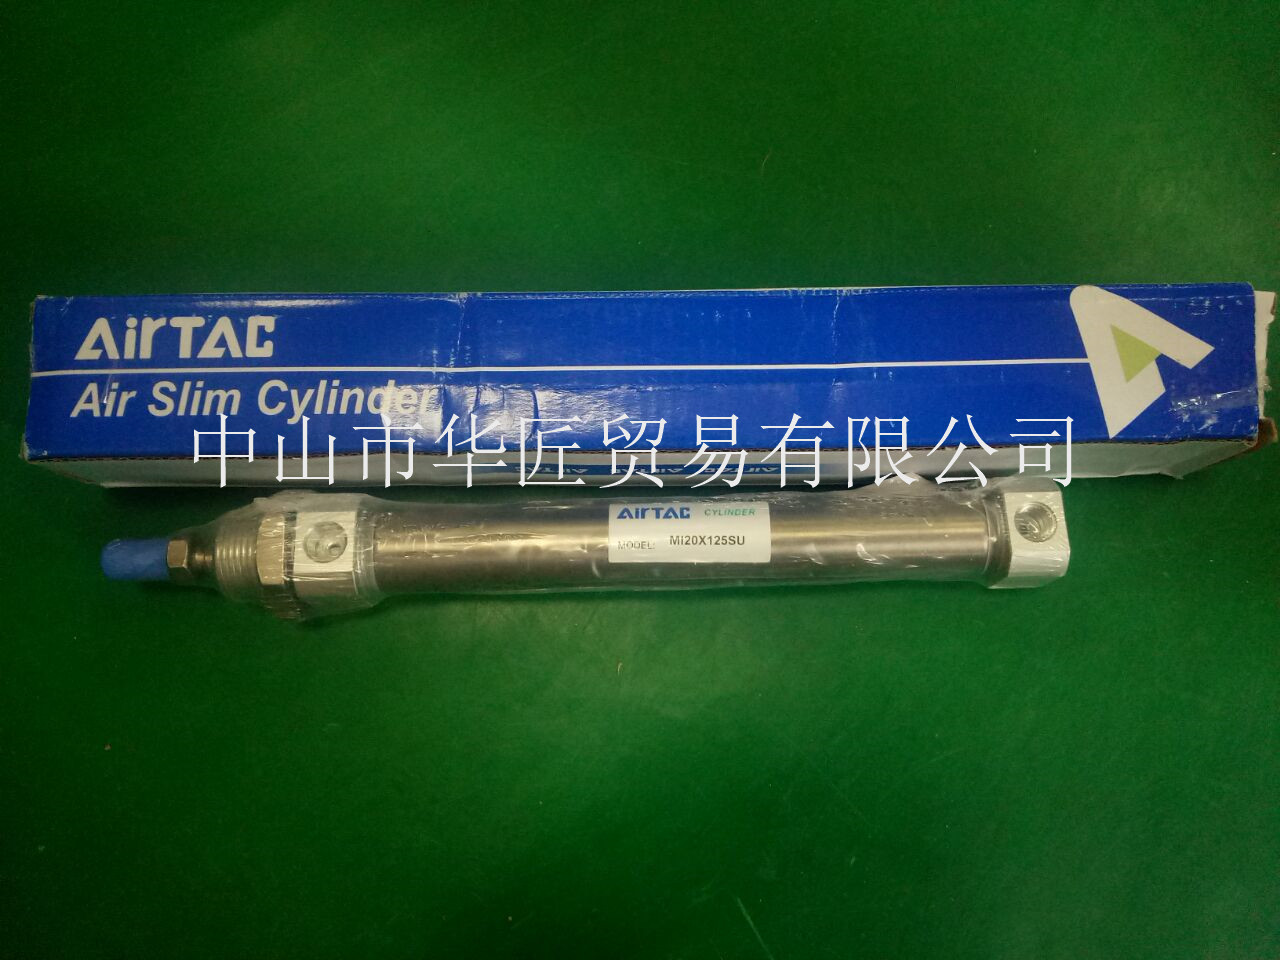 AirTAC
Air Slim Cylinder
中山市华匠贸易有限公司
AirTAC CYLINDER
MODEL: MI20X125SU